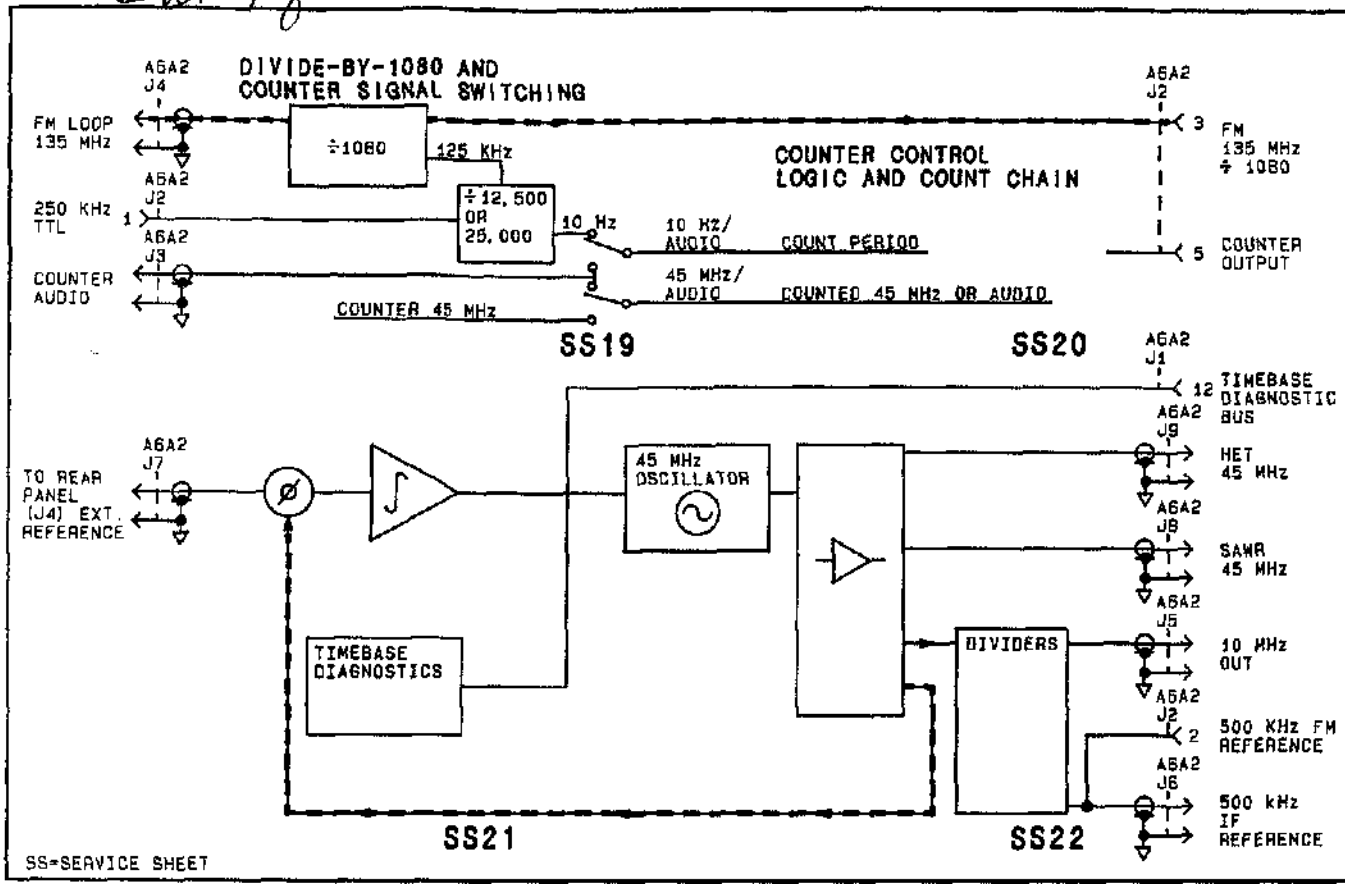 A6A2
J4
DIVIDE-BY-1080 AND
COUNTER SIGNAL SWITCHING
FM LOOP
135 MHz
÷1080
125 KHz
A6A2
J2
3
FM
135 MHz
÷ 1080
COUNTER CONTROL
LOGIC AND COUNT CHAIN
A6A2
J2
250 KHz
TTL
1
÷12,500
OR
25,000
10 Hz
10 Hz/
AUDIO
COUNT PERIOD
5
COUNTER
OUTPUT
A6A2
J3
COUNTER
AUDIO
45 MHz/
AUDIO
COUNTED 45 MHz OR AUDIO
COUNTER 45 MHz
SS19
SS20
A6A2
J1
12
TIMEBASE
DIAGNOSTIC
BUS
A6A2
J7
TO REAR
PANEL
(J4) EXT.
REFERENCE
45 MHz
OSCILLATOR
A6A2
J9
HET
45 MHz
A6A2
J8
SAWR
45 MHz
TIMEBASE
DIAGNOSTICS
DIVIDERS
A6A2
J5
10 MHz
OUT
A6A2
J2
2
500 KHz FM
REFERENCE
A6A2
J6
500 kHz
IF
REFERENCE
SS21
SS22
SS=SERVICE SHEET